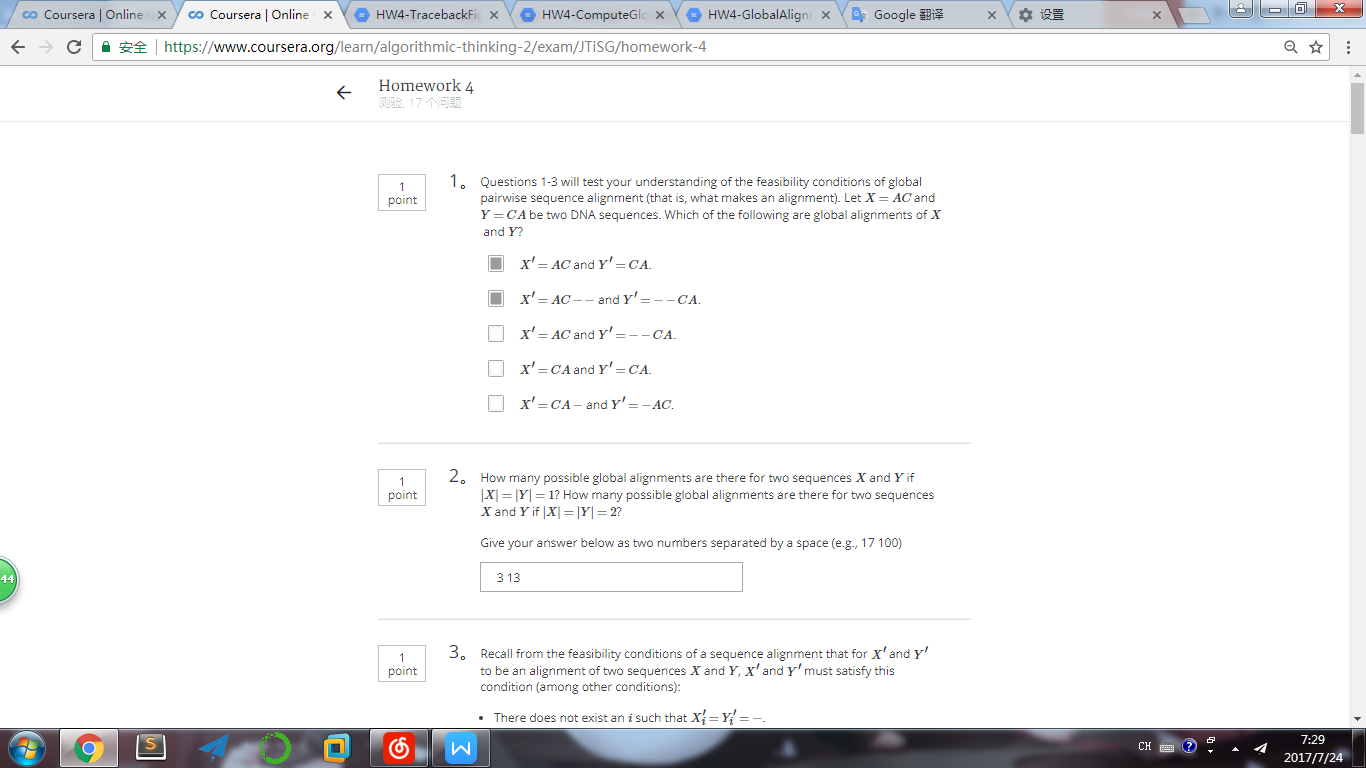 Coursera | Online
Coursera | Online
HW4-TracebackFi
HW4-ComputeGlo
HW4-GlobalAlignm
Google 翻译
设置
安全
https://www.coursera.org/learn/algorithmic-thinking-2/exam/JTiSG/homework-4
Homework 4
测验, 17 个问题
1
point
1。
Questions 1-3 will test your understanding of the feasibility conditions of global
pairwise sequence alignment (that is, what makes an alignment). Let X = AC and
Y = CA be two DNA sequences. Which of the following are global alignments of X
and Y?
X′ = AC and Y′ = CA.
X′ = AC − − and Y′ = − − CA.
X′ = AC and Y′ = − − CA.
X′ = CA and Y′ = CA.
X′ = CA − and Y′ = − AC.
1
point
2。
How many possible global alignments are there for two sequences X and Y if
|X| = |Y| = 1? How many possible global alignments are there for two sequences
X and Y if |X| = |Y| = 2?
Give your answer below as two numbers separated by a space (e.g., 17 100)
3 13
44
1
point
3。
Recall from the feasibility conditions of a sequence alignment that for X′ and Y′
to be an alignment of two sequences X and Y, X′ and Y′ must satisfy this
condition (among other conditions):
• There does not exist an i such that X′i = Y′i = −.
CH
7:29
2017/7/24